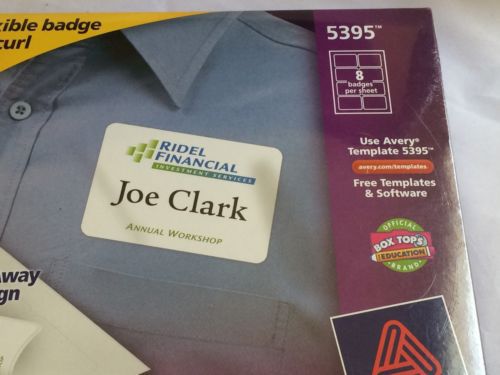 xible badge
curl
5395™
8
badges
per sheet
Use Avery®
Template 5395™
avery.com/templates
Free Templates
& Software
RIDEL
FINANCIAL
INVESTMENT SERVICES
Joe Clark
ANNUAL WORKSHOP
OFFICIAL
BOX TOPS
EDUCATION
BRAND
Away
gn